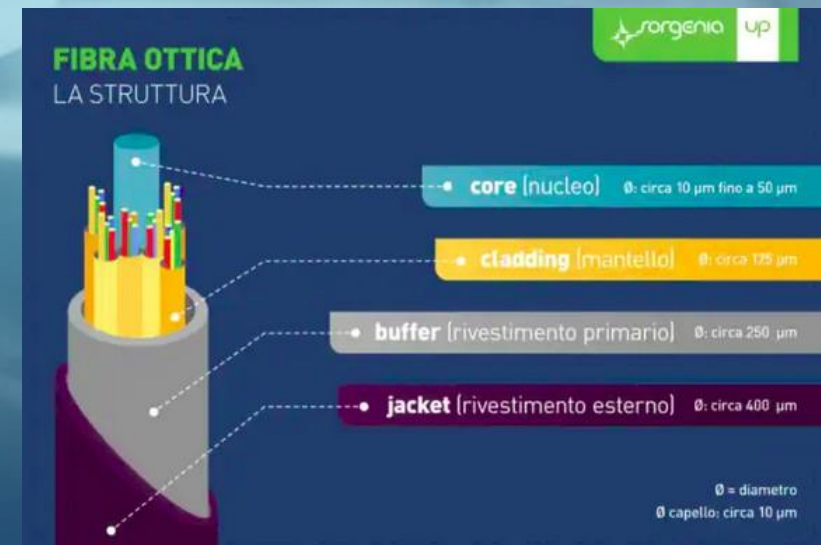 sorgenia UP
FIBRA OTTICA
LA STRUTTURA
core (nucleo) Ø: circa 10 µm fino a 50 µm
cladding (mantello) Ø: circa 125 µm
buffer (rivestimento primario) Ø: circa 250 µm
jacket (rivestimento esterno) Ø: circa 400 µm
Ø = diametro
Ø capello: circa 10 µm